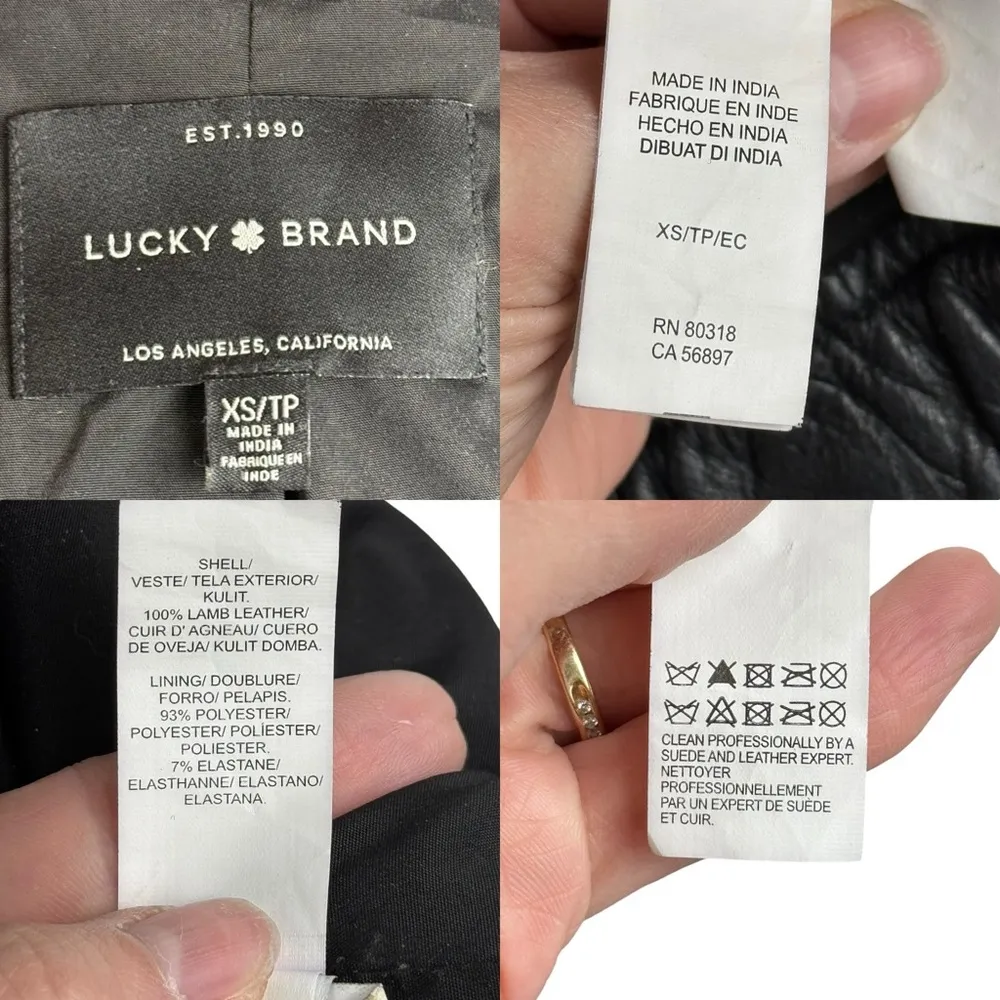 EST.1990
LUCKY BRAND
LOS ANGELES, CALIFORNIA
XS/TP
MADE IN
INDIA
FABRIQUE EN
INDE
MADE IN INDIA
FABRIQUE EN INDE
HECHO EN INDIA
DIBUAT DI INDIA
XS/TP/EC
RN 80318
CA 56897
SHELL/
VESTE/ TELA EXTERIOR/
KULIT.
100% LAMB LEATHER/
CUIR D' AGNEAU/ CUERO
DE OVEJA/ KULIT DOMBA.
LINING/ DOUBLURE/
FORRO/ PELAPIS.
93% POLYESTER/
POLYESTER/ POLÍESTER/
POLIESTER.
7% ELASTANE/
ELASTHANNE/ ELASTANO/
ELASTANA.
CLEAN PROFESSIONALLY BY A
SUEDE AND LEATHER EXPERT.
NETTOYER
PROFESSIONNELLEMENT
PAR UN EXPERT DE SUÈDE
ET CUIR.